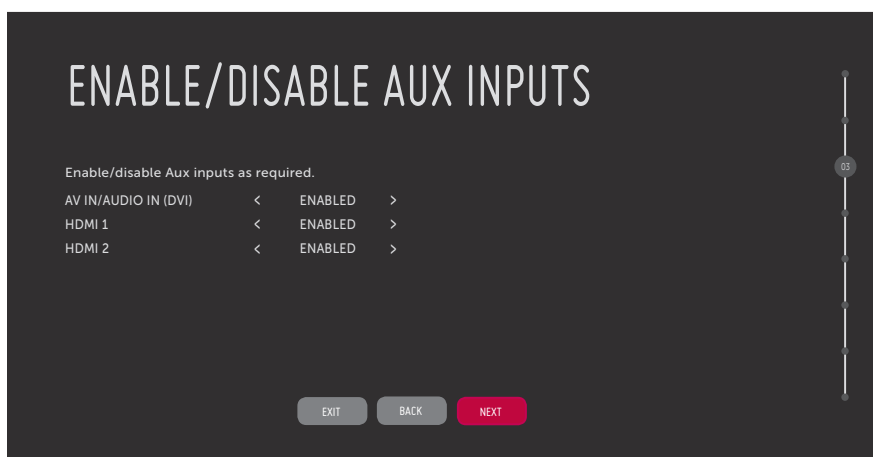 ENABLE/DISABLE AUX INPUTS
Enable/disable Aux inputs as required.
AV IN/AUDIO IN (DVI) < ENABLED >
HDMI 1 < ENABLED >
HDMI 2 < ENABLED >
03
EXIT BACK NEXT